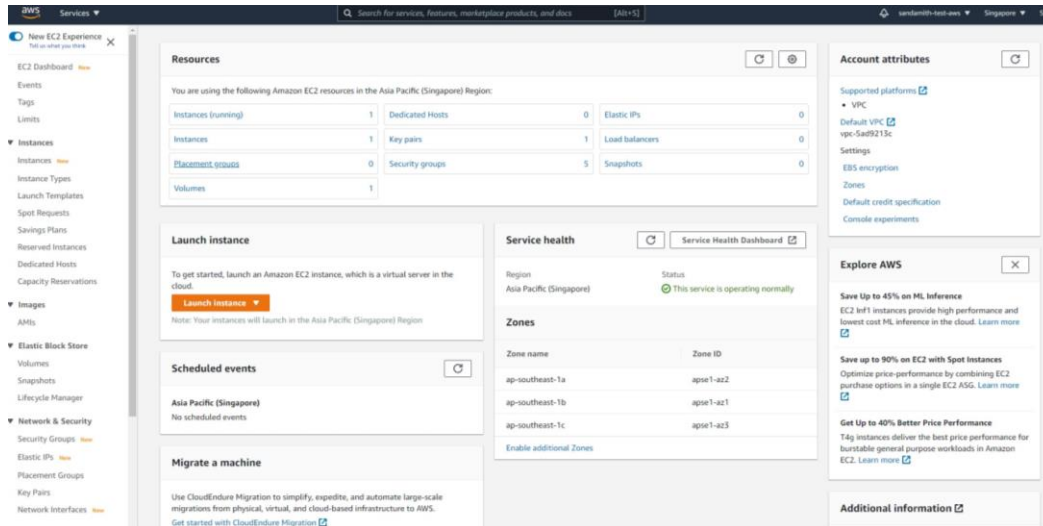 aws
Services ▼
Search for services, features, marketplace products, and docs
[Alt+S]
sandamith-test-aws ▼
Singapore ▼
New EC2 Experience
Tell us what you think
EC2 Dashboard New
Events
Tags
Limits
▼ Instances
Instances New
Instance Types
Launch Templates
Spot Requests
Savings Plans
Reserved Instances
Dedicated Hosts
Capacity Reservations
▼ Images
AMIs
▼ Elastic Block Store
Volumes
Snapshots
Lifecycle Manager
▼ Network & Security
Security Groups New
Elastic IPs New
Placement Groups
Key Pairs
Network Interfaces New
Resources
You are using the following Amazon EC2 resources in the Asia Pacific (Singapore) Region:
Instances (running) 1
Dedicated Hosts 0
Elastic IPs 0
Instances 1
Key pairs 1
Load balancers 0
Placement groups 0
Security groups 5
Snapshots 0
Volumes 1
Launch instance
To get started, launch an Amazon EC2 instance, which is a virtual server in the
cloud.
Launch instance ▼
Note: Your instances will launch in the Asia Pacific (Singapore) Region
Scheduled events
Asia Pacific (Singapore)
No scheduled events
Migrate a machine
Use CloudEndure Migration to simplify, expedite, and automate large-scale
migrations from physical, virtual, and cloud-based infrastructure to AWS.
Get started with CloudEndure Migration
Service health
Service Health Dashboard
Region
Status
Asia Pacific (Singapore)
This service is operating normally
Zones
Zone name
Zone ID
ap-southeast-1a
apse1-az2
ap-southeast-1b
apse1-az1
ap-southeast-1c
apse1-az3
Enable additional Zones
Account attributes
Supported platforms
• VPC
Default VPC
vpc-5ad9213c
Settings
EBS encryption
Zones
Default credit specification
Console experiments
Explore AWS
Save Up to 45% on ML Inference
EC2 Inf1 instances provide high performance and
lowest cost ML inference in the cloud. Learn more
Save up to 90% on EC2 with Spot Instances
Optimize price-performance by combining EC2
purchase options in a single EC2 ASG. Learn more
Get Up to 40% Better Price Performance
T4g instances deliver the best price performance for
burstable general purpose workloads in Amazon
EC2. Learn more
Additional information